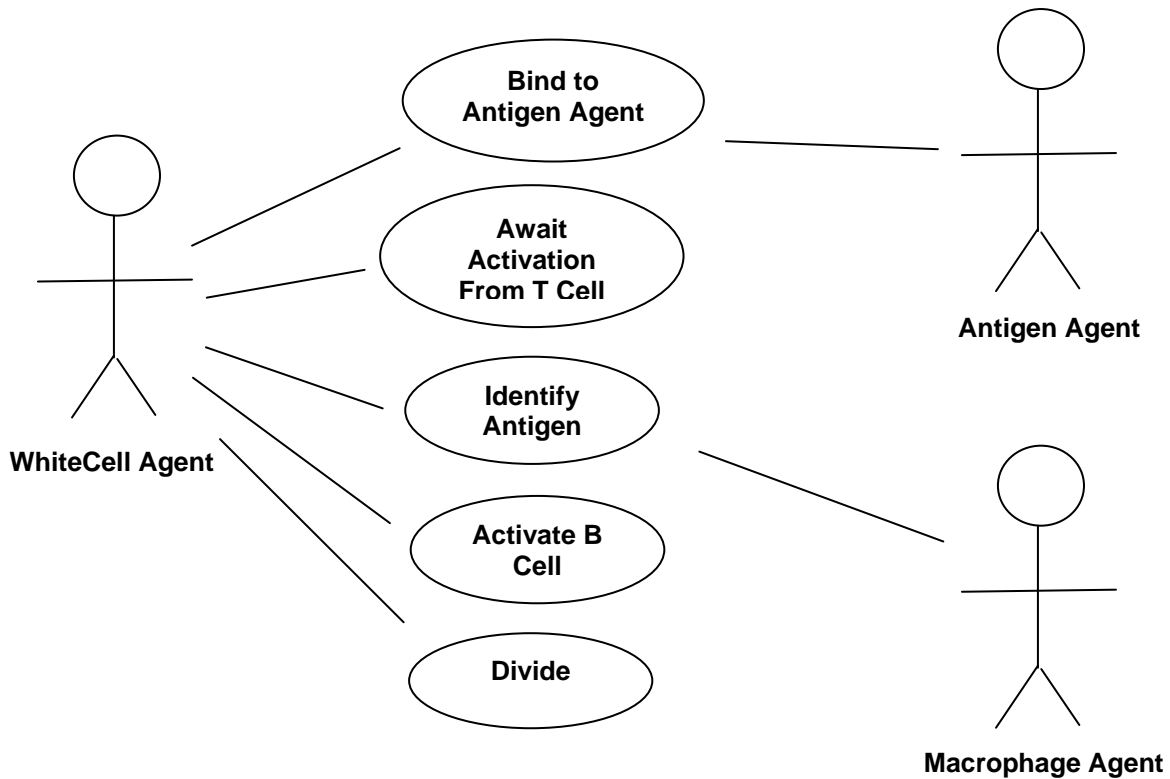 Bind to
Antigen Agent
Await
Activation
From T Cell
Antigen Agent
Identify
Antigen
WhiteCell Agent
Activate B
Cell
Divide
Macrophage Agent